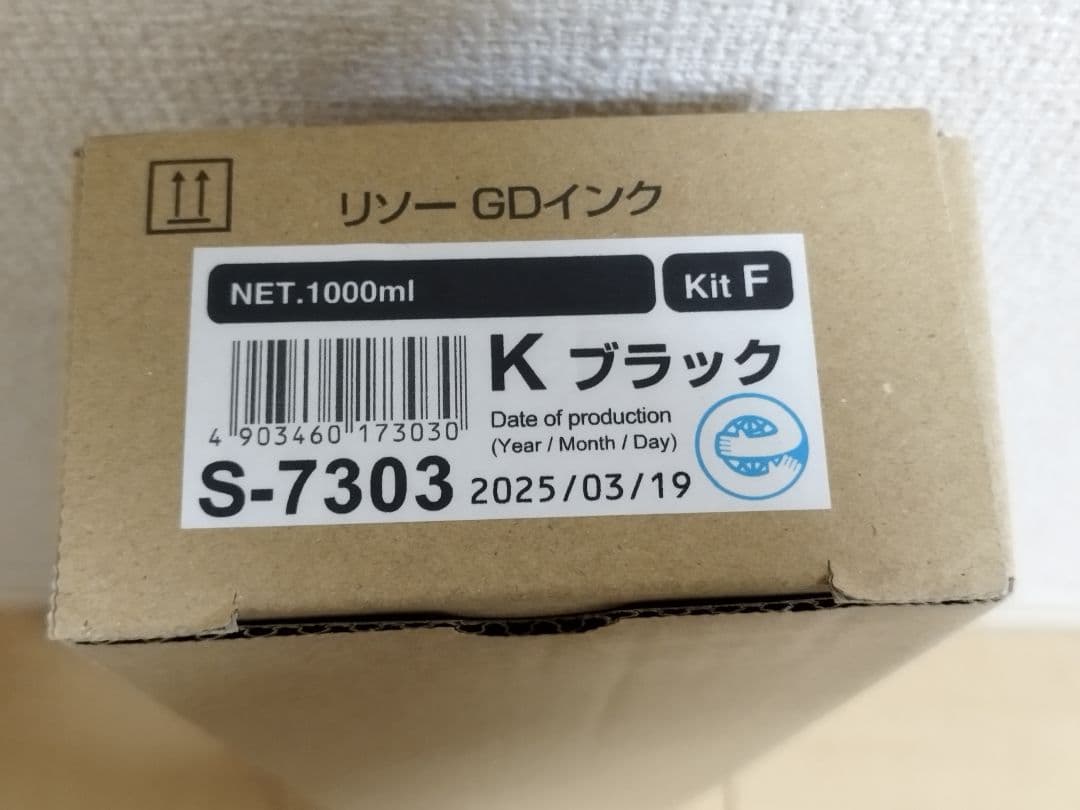 リソー GDインク
NET.1000ml
Kit F
K ブラック
4 903460 173030
Date of production
(Year / Month / Day)
S-7303 2025/03/19